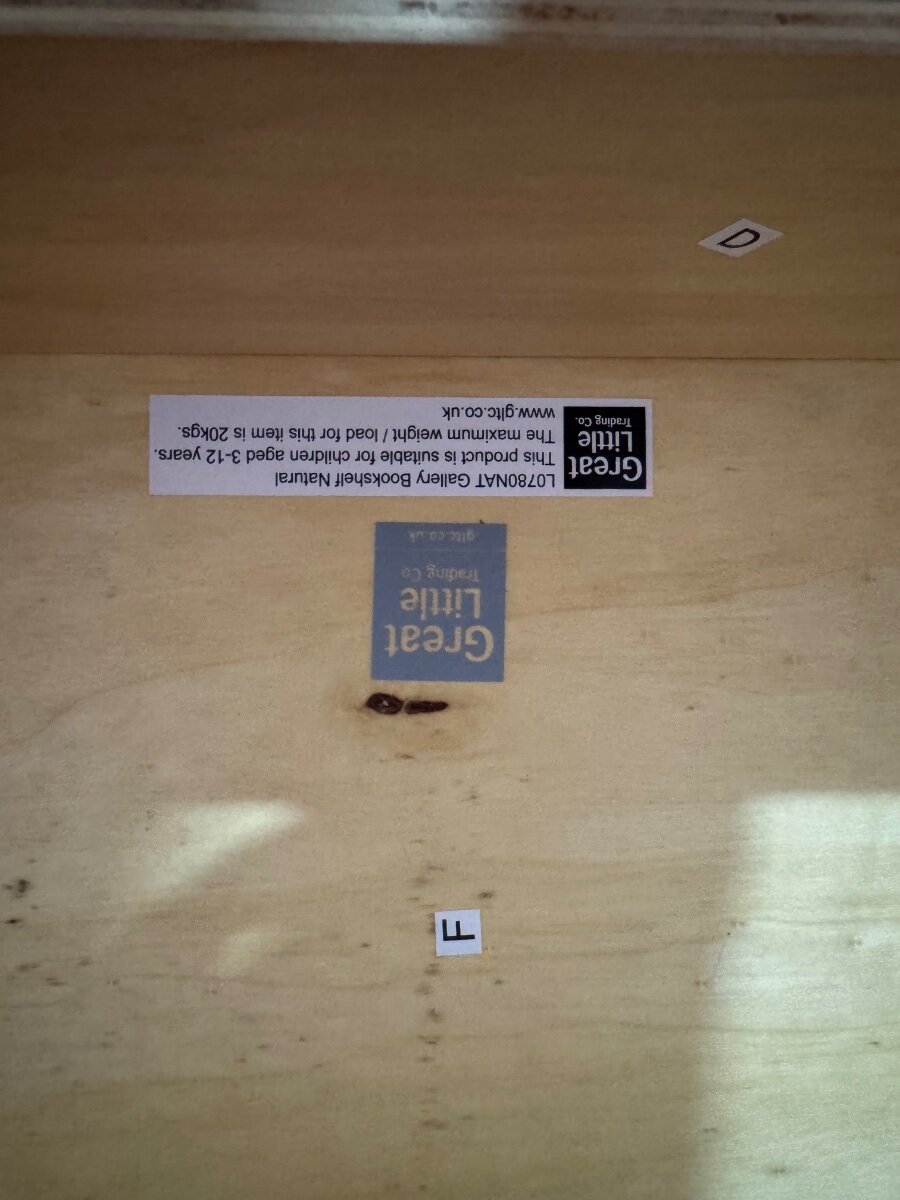 Great
Little
Trading Co.
L0780NAT Gallery Bookshelf Natural
This product is suitable for children aged 3-12 years.
The maximum weight / load for this item is 20kgs.
www.gltc.co.uk
Great
Little
Trading Co
gltc.co.uk
D
F